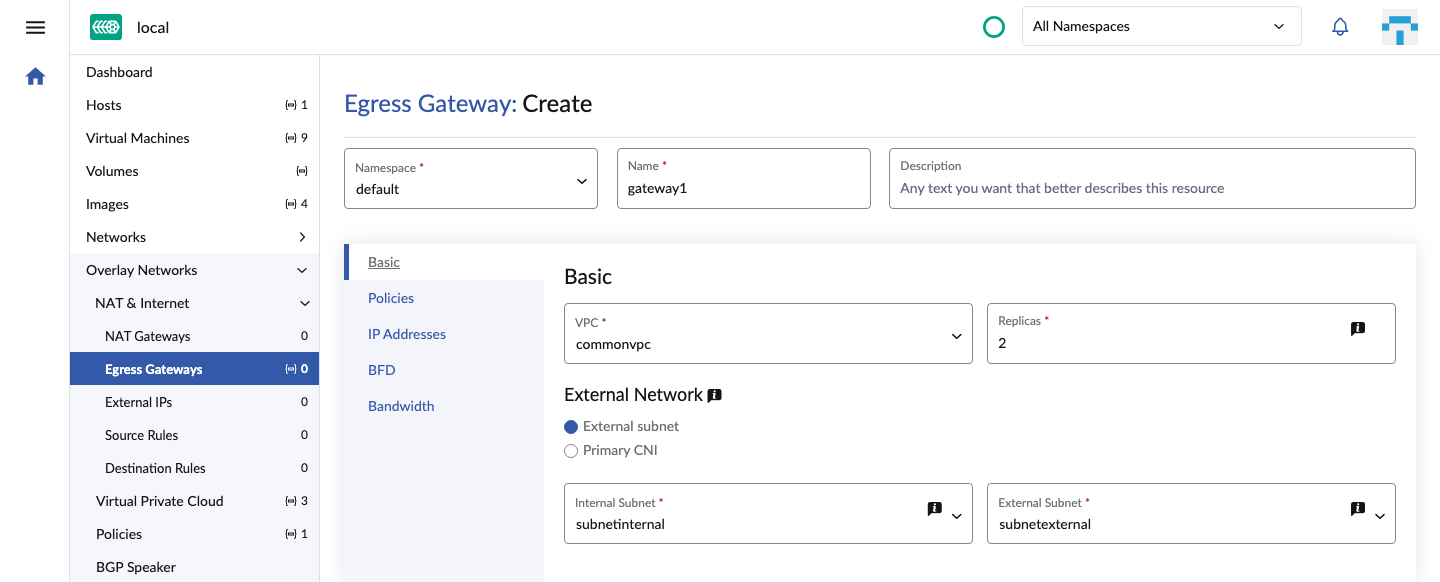 local
All Namespaces
Dashboard
Hosts 1
Virtual Machines 9
Volumes
Images 4
Networks
Overlay Networks
NAT & Internet
NAT Gateways 0
Egress Gateways 0
External IPs 0
Source Rules 0
Destination Rules 0
Virtual Private Cloud 3
Policies 1
BGP Speaker
Egress Gateway: Create
Namespace *
default
Name *
gateway1
Description
Any text you want that better describes this resource
Basic
Policies
IP Addresses
BFD
Bandwidth
Basic
VPC *
commonvpc
Replicas *
2
External Network
External subnet
Primary CNI
Internal Subnet *
subnetinternal
External Subnet *
subnetexternal